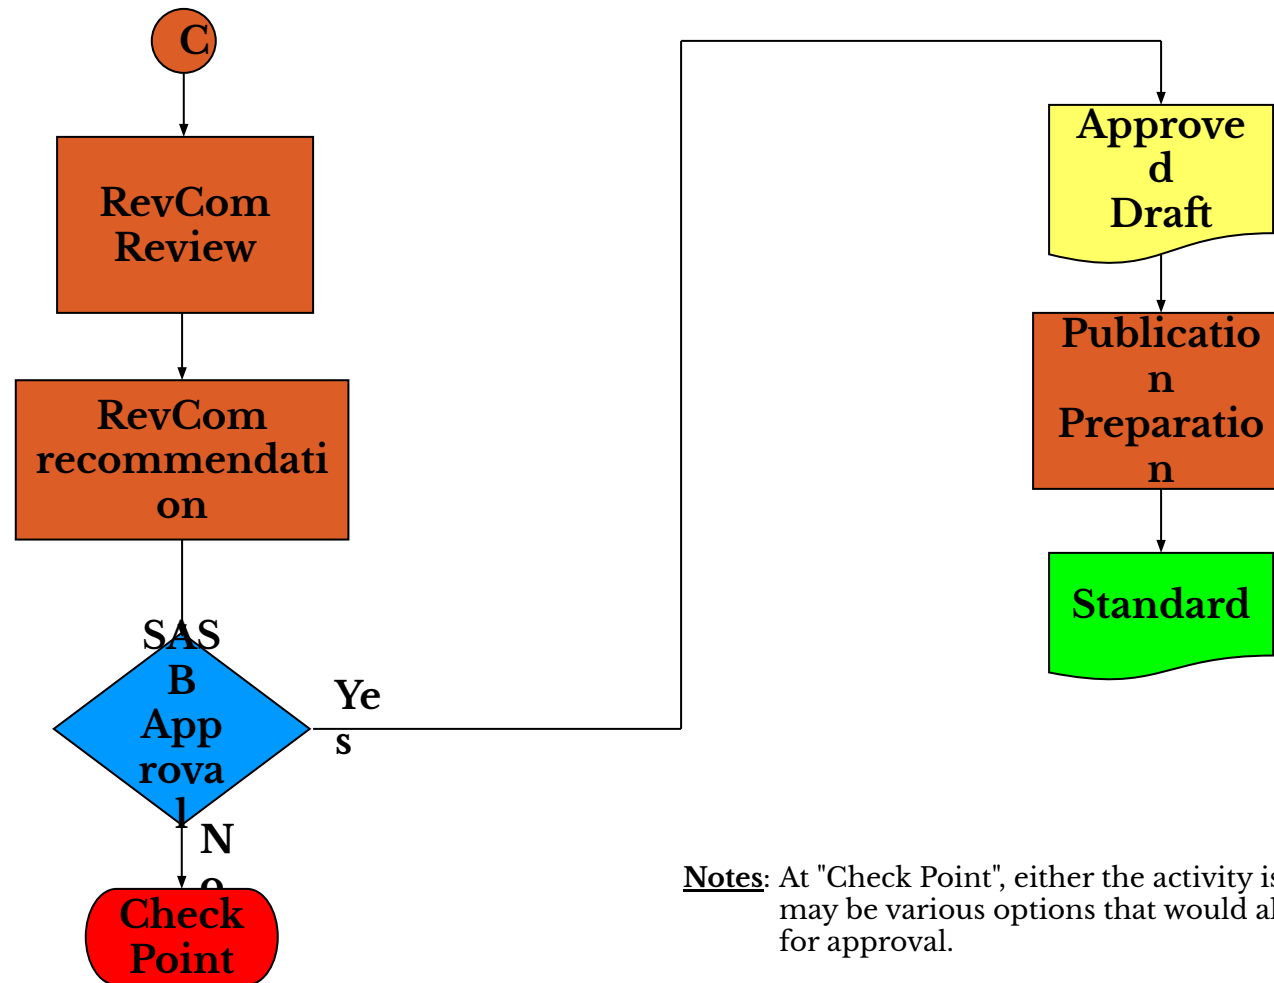 C
RevCom
Review
RevCom
recommendati
on
SAS
B
App
rova
l
Ye
s
N
o
Check
Point
Approve
d
Draft
Publicatio
n
Preparatio
n
Standard
Notes: At "Check Point", either the activity is
may be various options that would al
for approval.